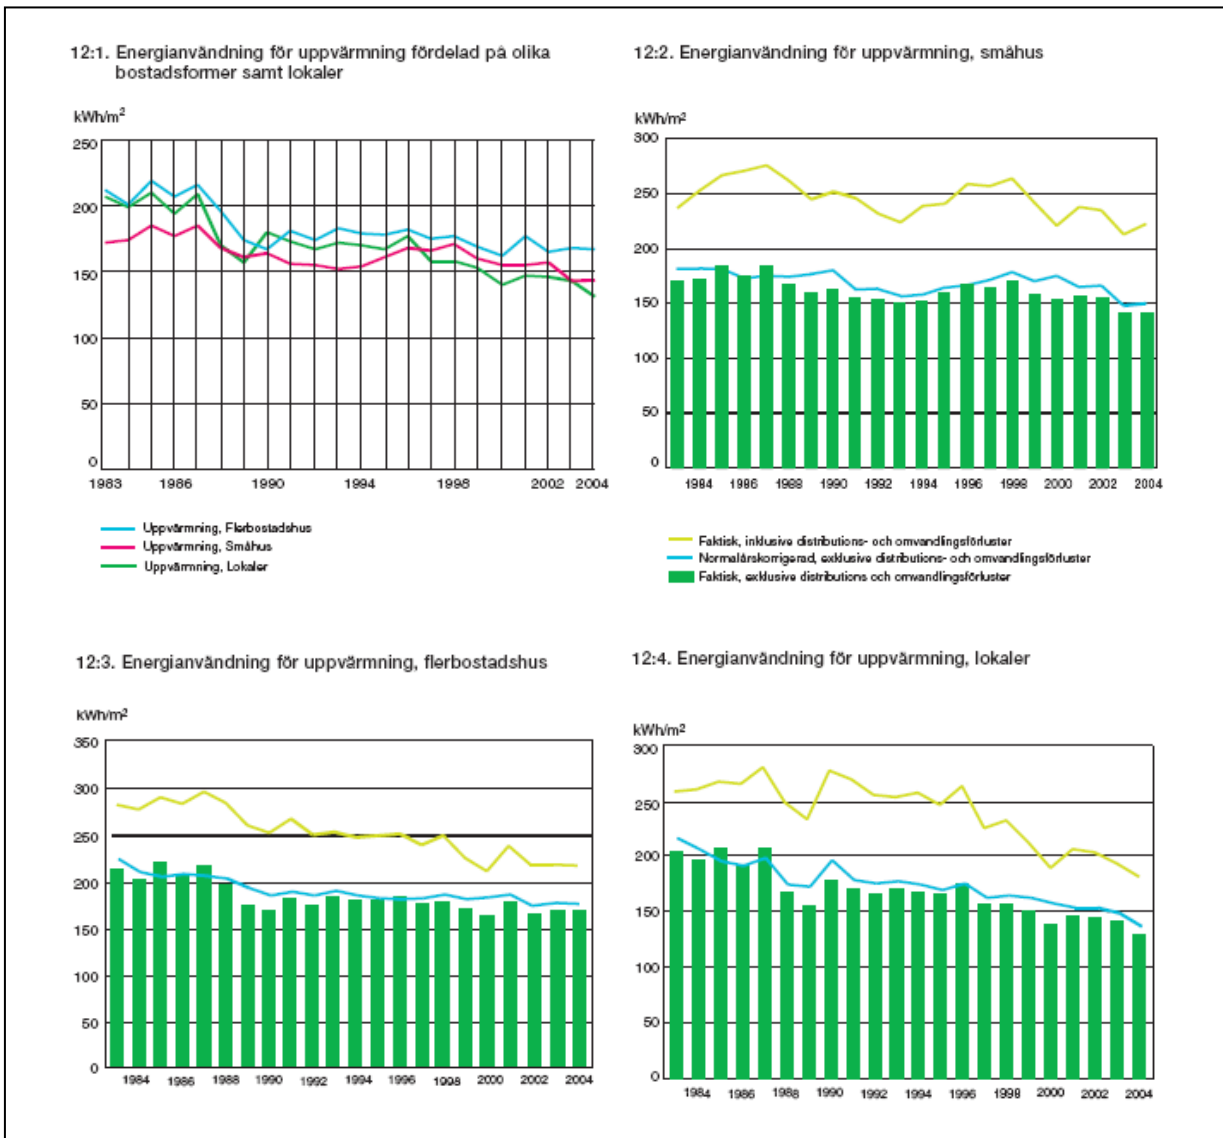 12:1. Energianvändning för uppvärmning fördelad på olika
bostadsformer samt lokaler
kWh/m²
250
200
150
100
50
0
1983 1986 1990 1994 1998 2002 2004
Uppvärmning, Flerbostadshus
Uppvärmning, Småhus
Uppvärmning, Lokaler
12:2. Energianvändning för uppvärmning, småhus
kWh/m²
300
250
200
150
100
50
0
1984 1986 1988 1990 1992 1994 1996 1998 2000 2002 2004
Faktisk, inklusive distributions- och omvandlingsförluster
Normalårskorrigerad, exklusive distributions- och omvandlingsförluster
Faktisk, exklusive distributions och omvandlingsförluster
12:3. Energianvändning för uppvärmning, flerbostadshus
kWh/m²
350
300
250
200
150
100
50
0
1984 1986 1988 1990 1992 1994 1996 1998 2000 2002 2004
12:4. Energianvändning för uppvärmning, lokaler
kWh/m²
300
250
200
150
100
50
0
1984 1986 1988 1990 1992 1994 1996 1998 2000 2002 2004